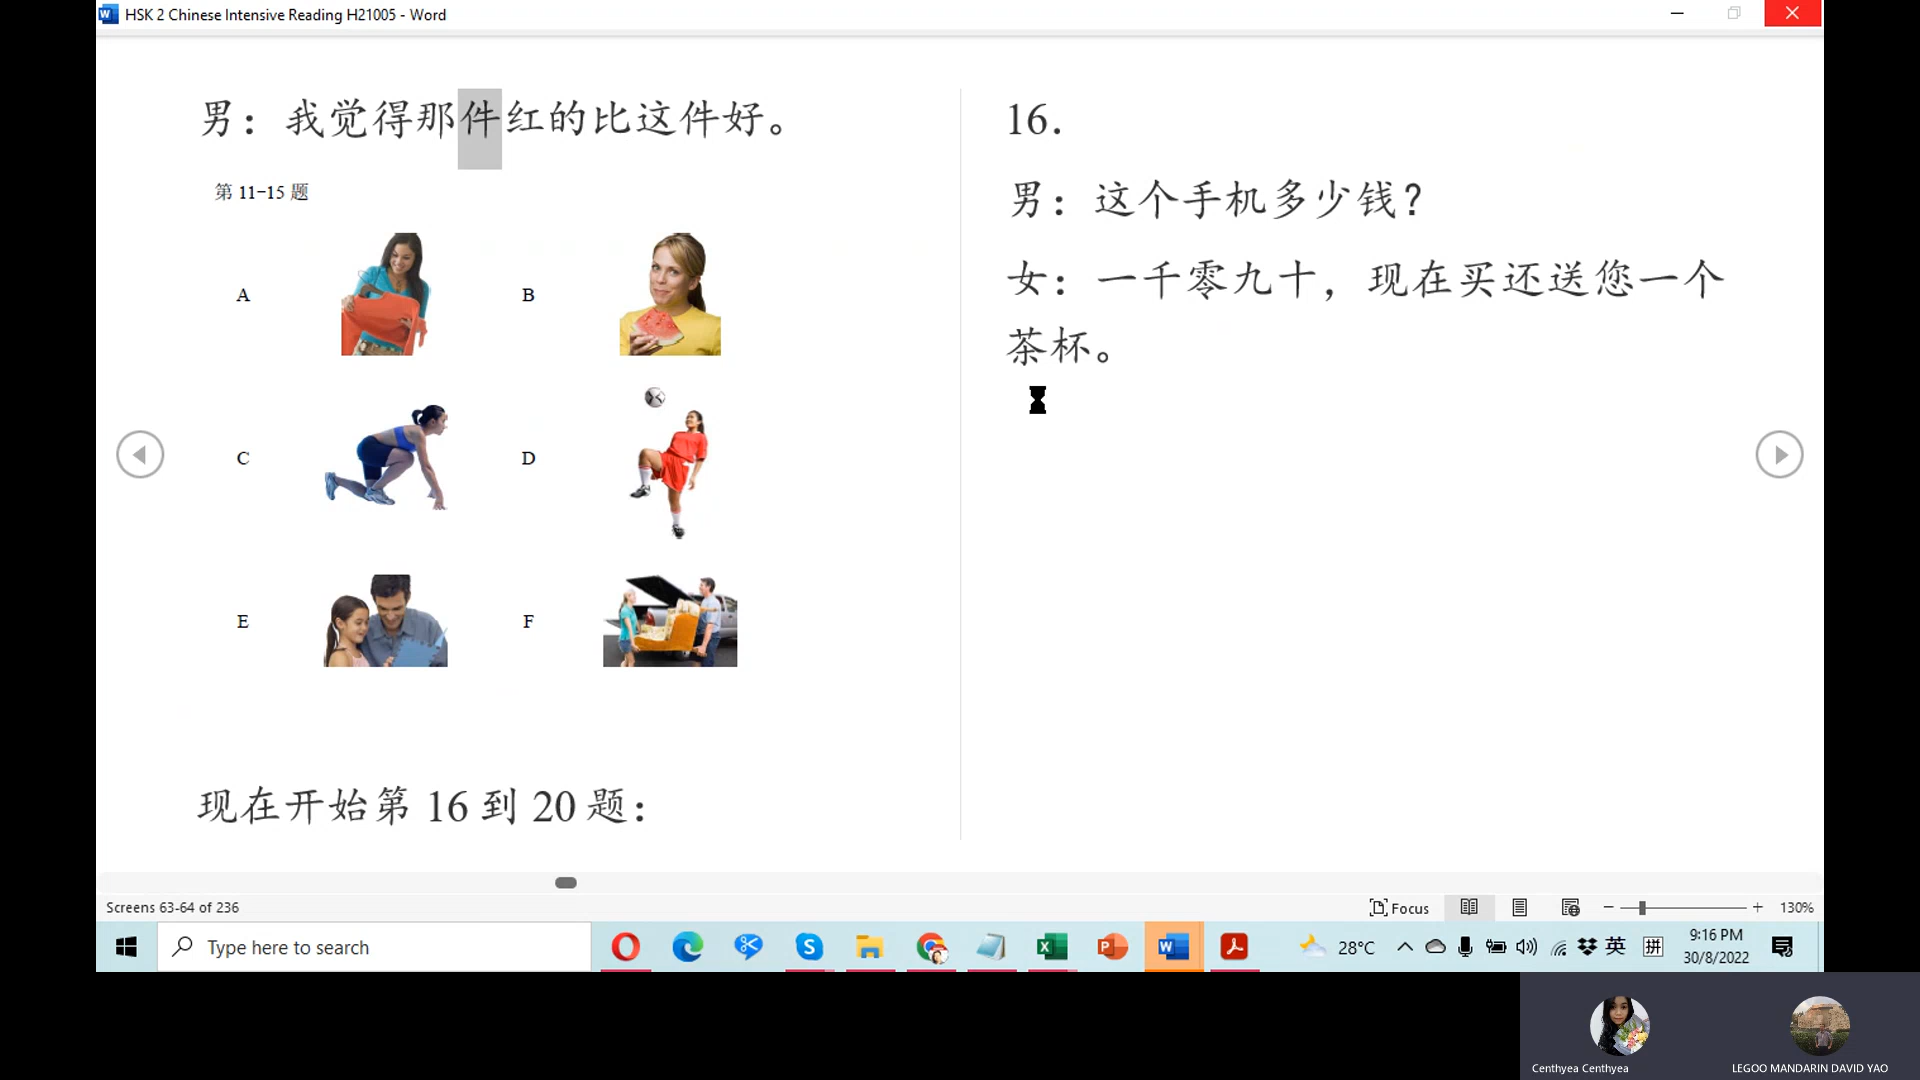 HSK 2 Chinese Intensive Reading H21005 - Word
男：我觉得那件红的比这件好。
第 11-15 题
A
B
C
D
E
F
现在开始第 16 到 20 题：
16.
男：这个手机多少钱？
女：一千零九十，现在买还送您一个
茶杯。
Screens 63-64 of 236
Focus
130%
Type here to search
28°C
英
拼
9:16 PM
30/8/2022
Centhyea Centhyea
LEGOO MANDARIN DAVID YAO